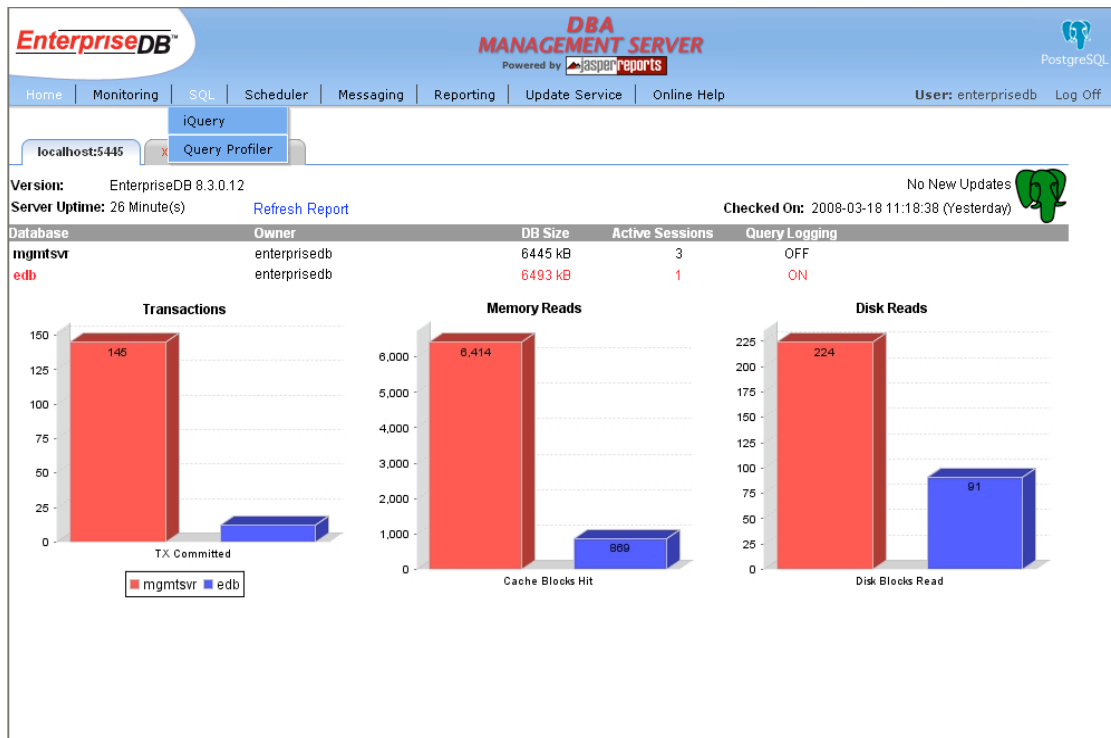 EnterpriseDB™
DBA
MANAGEMENT SERVER
Powered by jasperreports
PostgreSQL
Home Monitoring SQL Scheduler Messaging Reporting Update Service Online Help User: enterprisedb Log Off
iQuery
Query Profiler
localhost:5445 X
Version: EnterpriseDB 8.3.0.12 No New Updates
Server Uptime: 26 Minute(s) Refresh Report Checked On: 2008-03-18 11:18:38 (Yesterday)
Database Owner DB Size Active Sessions Query Logging
mgmtsvr enterprisedb 6445 kB 3 OFF
edb enterprisedb 6493 kB 1 ON
Transactions
150
125
100
75
50
25
0
145
TX Committed
mgmtsvr edb
Memory Reads
6,000
5,000
4,000
3,000
2,000
1,000
0
6,414
869
Cache Blocks Hit
Disk Reads
225
200
175
150
125
100
75
50
25
0
224
91
Disk Blocks Read